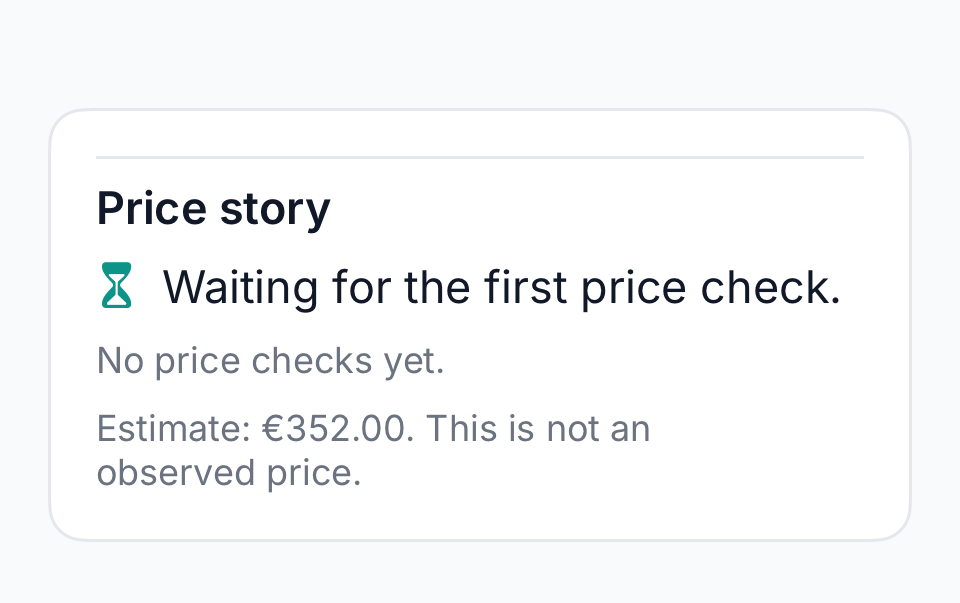 Price story
Waiting for the first price check.
No price checks yet.
Estimate: €352.00. This is not an
observed price.